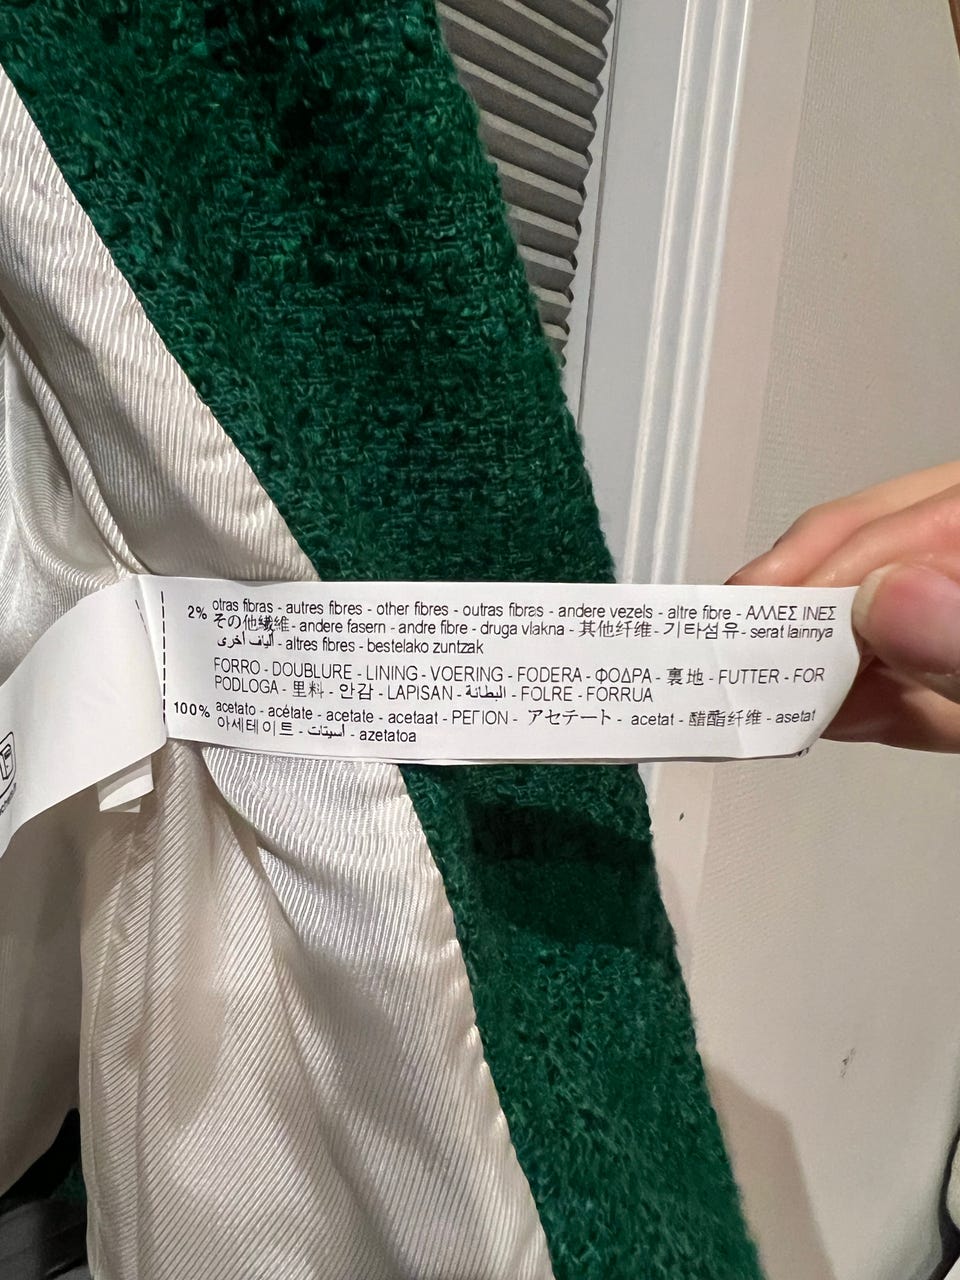 2% otras fibras - autres fibres - other fibres - outras fibras - andere vezels - altre fibre - ΑΛΛΕΣ ΙΝΕΣ
その他繊維 - andere fasern - andre fibre - druga vlakna - 其他纤维 - 기타섬유 - serat lainnya
ألياف أخرى - altres fibres - bestelako zuntzak
FORRO - DOUBLURE - LINING - VOERING - FODERA - ΦΟΔΡΑ - 裏地 - FUTTER - FOR
PODLOGA - 里料 - 안감 - LAPISAN - البطانة - FOLRE - FORRUA
100% acetato - acétate - acetate - acetaat - ΡΕΓΙΟΝ - アセテート - acetat - 醋酯纤维 - asetat
아세테이트 - أسيتات - azetatoa